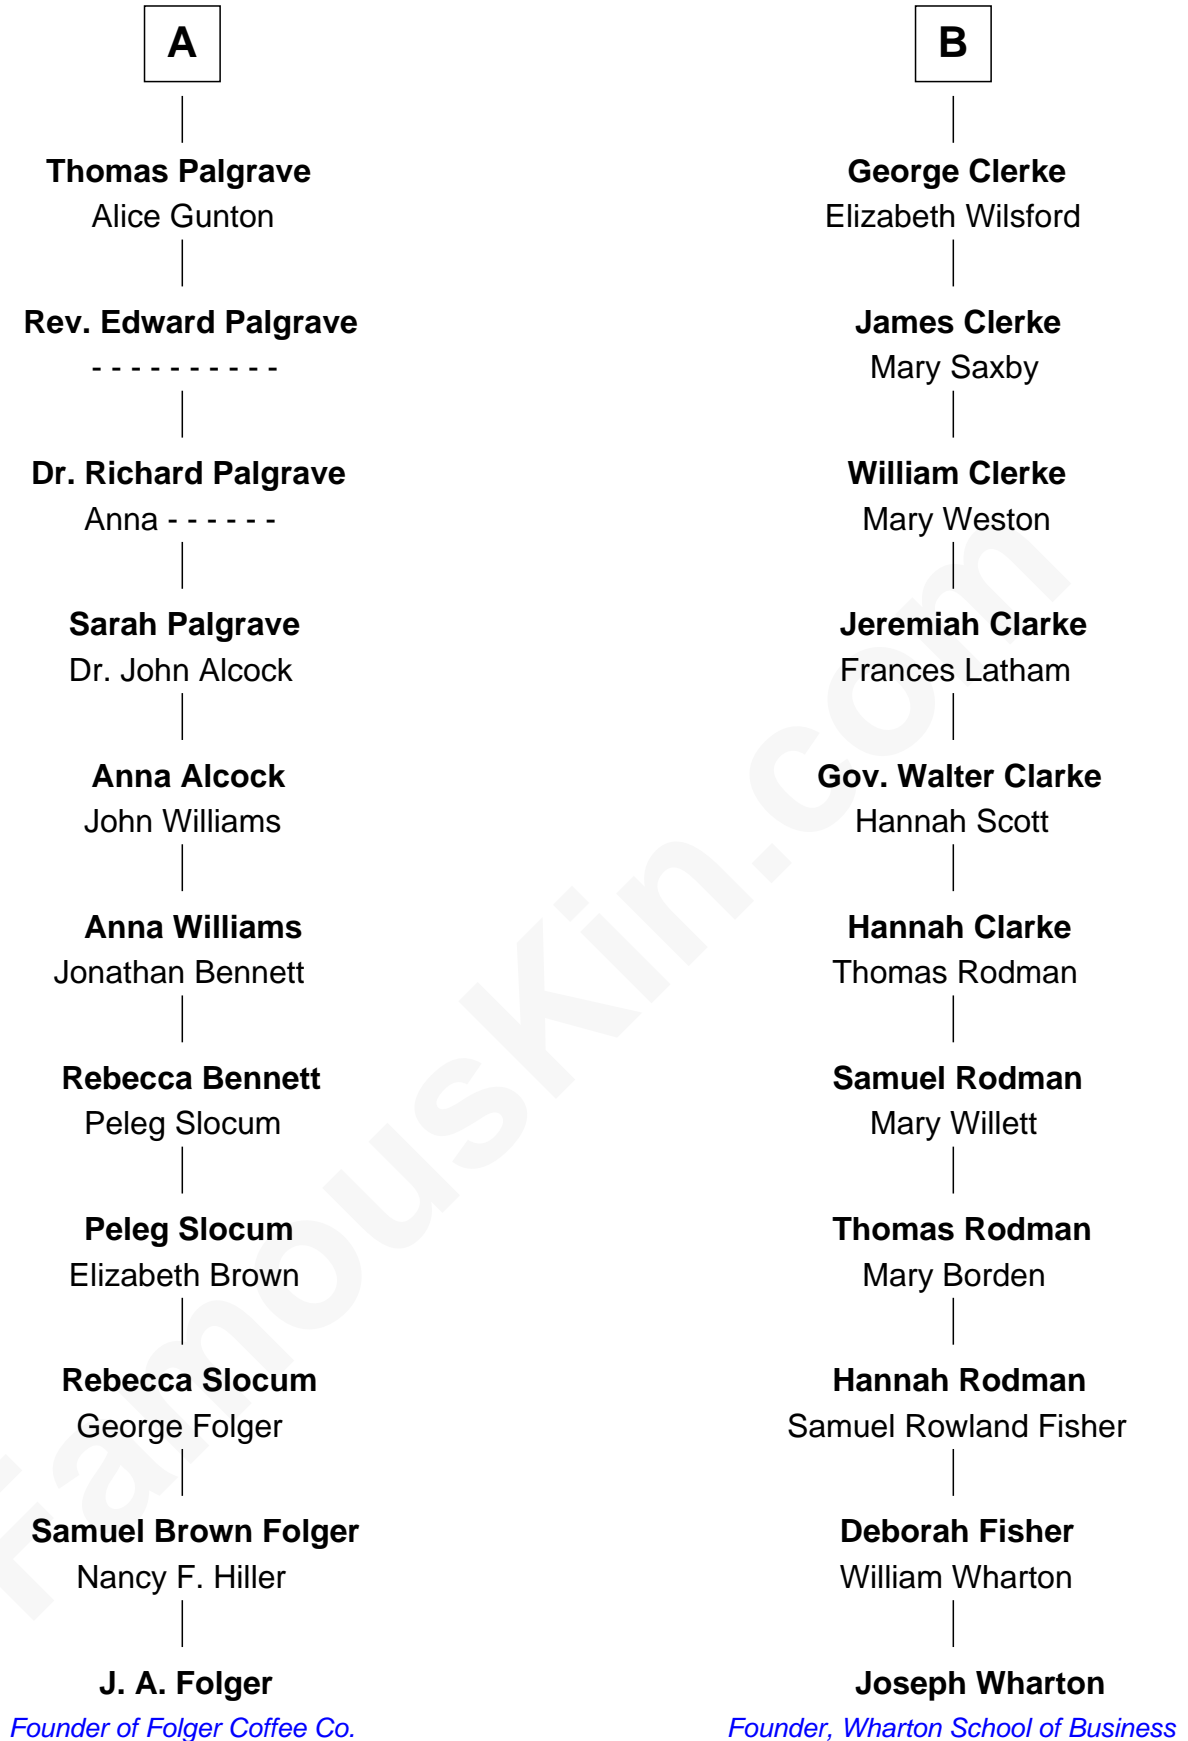 A
Thomas Palgrave
Alice Gunton
Rev. Edward Palgrave
- - - - - - - - - -
Dr. Richard Palgrave
Anna - - - - - -
Sarah Palgrave
Dr. John Alcock
Anna Alcock
John Williams
Anna Williams
Jonathan Bennett
Rebecca Bennett
Peleg Slocum
Peleg Slocum
Elizabeth Brown
Rebecca Slocum
George Folger
Samuel Brown Folger
Nancy F. Hiller
J. A. Folger
Founder of Folger Coffee Co.
B
George Clerke
Elizabeth Wilsford
James Clerke
Mary Saxby
William Clerke
Mary Weston
Jeremiah Clarke
Frances Latham
Gov. Walter Clarke
Hannah Scott
Hannah Clarke
Thomas Rodman
Samuel Rodman
Mary Willett
Thomas Rodman
Mary Borden
Hannah Rodman
Samuel Rowland Fisher
Deborah Fisher
William Wharton
Joseph Wharton
Founder, Wharton School of Business
FamousKin.com